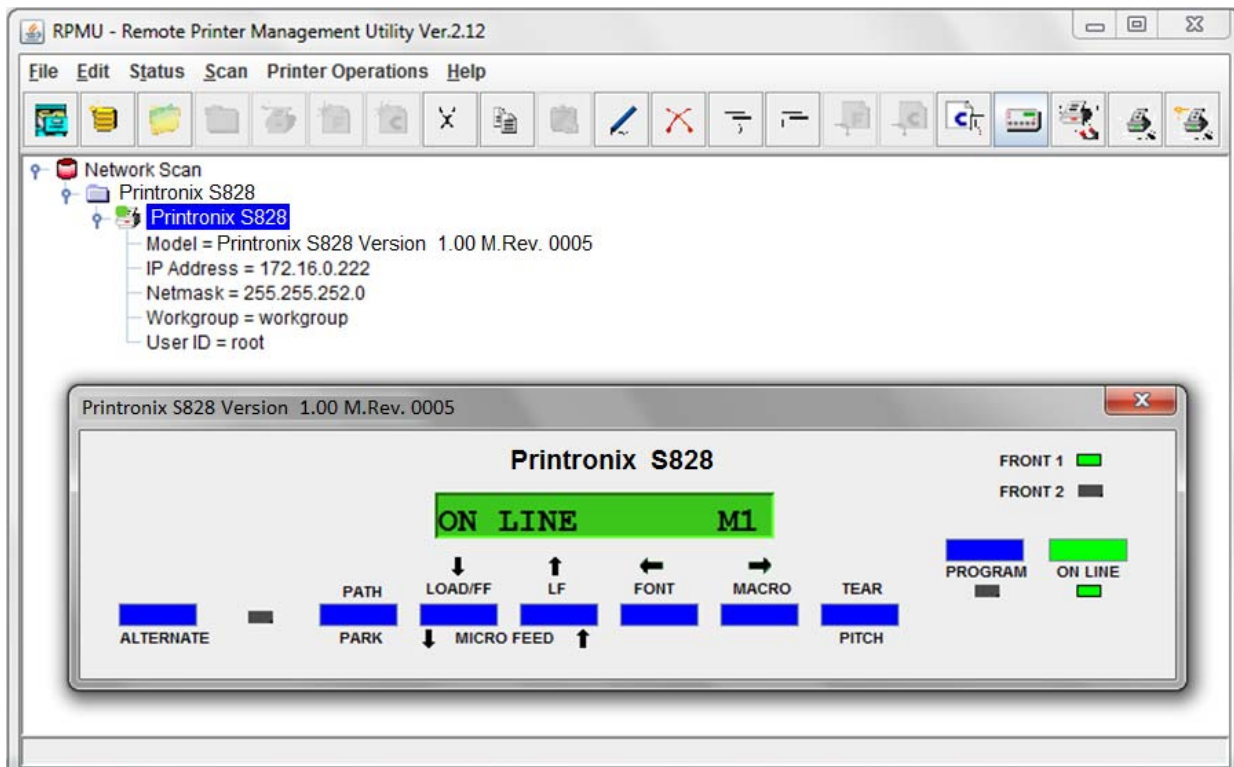 RPMU - Remote Printer Management Utility Ver.2.12
File Edit Status Scan Printer Operations Help
Network Scan
Printronix S828
Printronix S828
Model = Printronix S828 Version 1.00 M.Rev. 0005
IP Address = 172.16.0.222
Netmask = 255.255.252.0
Workgroup = workgroup
User ID = root
Printronix S828 Version 1.00 M.Rev. 0005
Printronix S828
FRONT 1
FRONT 2
ON LINE M1
PROGRAM ON LINE
PATH LOAD/FF LF FONT MACRO TEAR
ALTERNATE PARK MICRO FEED PITCH